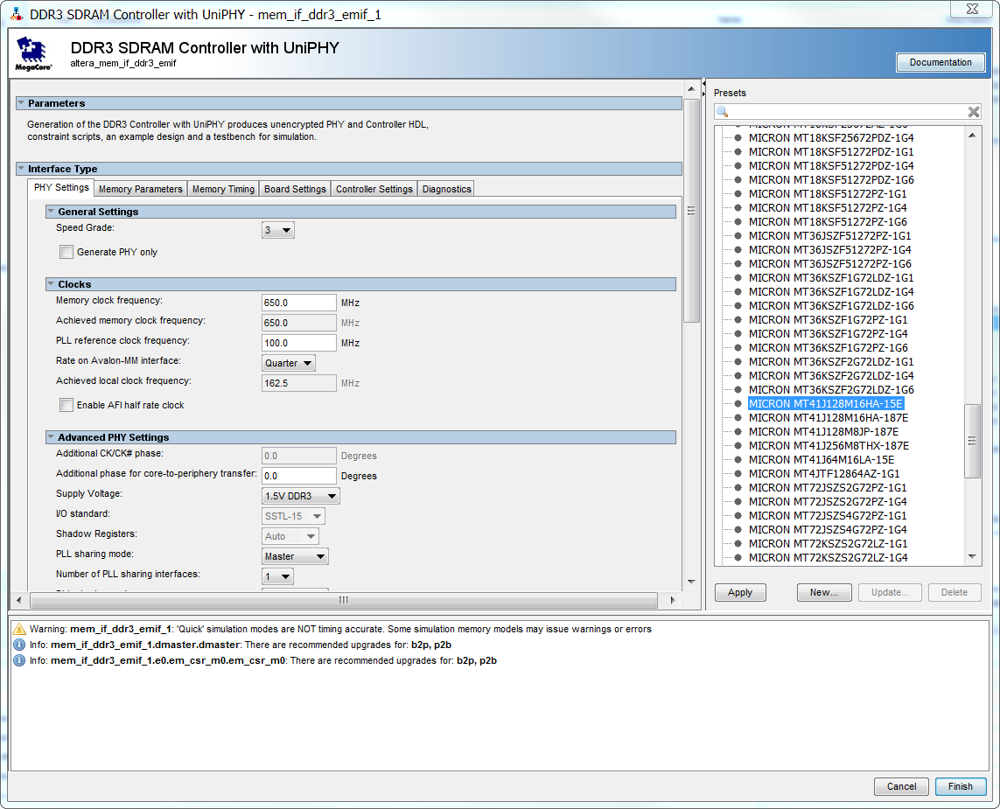 DDR3 SDRAM Controller with UniPHY - mem_if_ddr3_emif_1
MegaCore®
DDR3 SDRAM Controller with UniPHY
altera_mem_if_ddr3_emif
Documentation
Parameters
Generation of the DDR3 Controller with UniPHY produces unencrypted PHY and Controller HDL,
constraint scripts, an example design and a testbench for simulation.
Interface Type
PHY Settings Memory Parameters Memory Timing Board Settings Controller Settings Diagnostics
General Settings
Speed Grade: 3
Generate PHY only
Clocks
Memory clock frequency: 650.0 MHz
Achieved memory clock frequency: 650.0 MHz
PLL reference clock frequency: 100.0 MHz
Rate on Avalon-MM interface: Quarter
Achieved local clock frequency: 162.5 MHz
Enable AFI half rate clock
Advanced PHY Settings
Additional CK/CK# phase: 0.0 Degrees
Additional phase for core-to-periphery transfer: 0.0 Degrees
Supply Voltage: 1.5V DDR3
I/O standard: SSTL-15
Shadow Registers: Auto
PLL sharing mode: Master
Number of PLL sharing interfaces: 1
Presets
MICRON MT18KSF25672PDZ-1G4
MICRON MT18KSF51272PDZ-1G1
MICRON MT18KSF51272PDZ-1G4
MICRON MT18KSF51272PDZ-1G6
MICRON MT18KSF51272PZ-1G1
MICRON MT18KSF51272PZ-1G4
MICRON MT18KSF51272PZ-1G6
MICRON MT36JSZF51272PZ-1G1
MICRON MT36JSZF51272PZ-1G4
MICRON MT36JSZF51272PZ-1G6
MICRON MT36KSZF1G72LDZ-1G1
MICRON MT36KSZF1G72LDZ-1G4
MICRON MT36KSZF1G72LDZ-1G6
MICRON MT36KSZF1G72PZ-1G1
MICRON MT36KSZF1G72PZ-1G4
MICRON MT36KSZF1G72PZ-1G6
MICRON MT36KSZF2G72LDZ-1G1
MICRON MT36KSZF2G72LDZ-1G4
MICRON MT36KSZF2G72LDZ-1G6
MICRON MT41J128M16HA-15E
MICRON MT41J128M16HA-187E
MICRON MT41J128M8JP-187E
MICRON MT41J256M8THX-187E
MICRON MT41J64M16LA-15E
MICRON MT4JTF12864AZ-1G1
MICRON MT72JSZS2G72PZ-1G1
MICRON MT72JSZS2G72PZ-1G4
MICRON MT72JSZS4G72PZ-1G1
MICRON MT72JSZS4G72PZ-1G4
MICRON MT72KSZS2G72LZ-1G1
MICRON MT72KSZS2G72LZ-1G4
Apply New... Update... Delete
Warning: mem_if_ddr3_emif_1: 'Quick' simulation modes are NOT timing accurate. Some simulation memory models may issue warnings or errors
Info: mem_if_ddr3_emif_1.dmaster.dmaster: There are recommended upgrades for: b2p, p2b
Info: mem_if_ddr3_emif_1.e0.em_csr_m0.em_csr_m0: There are recommended upgrades for: b2p, p2b
Cancel Finish